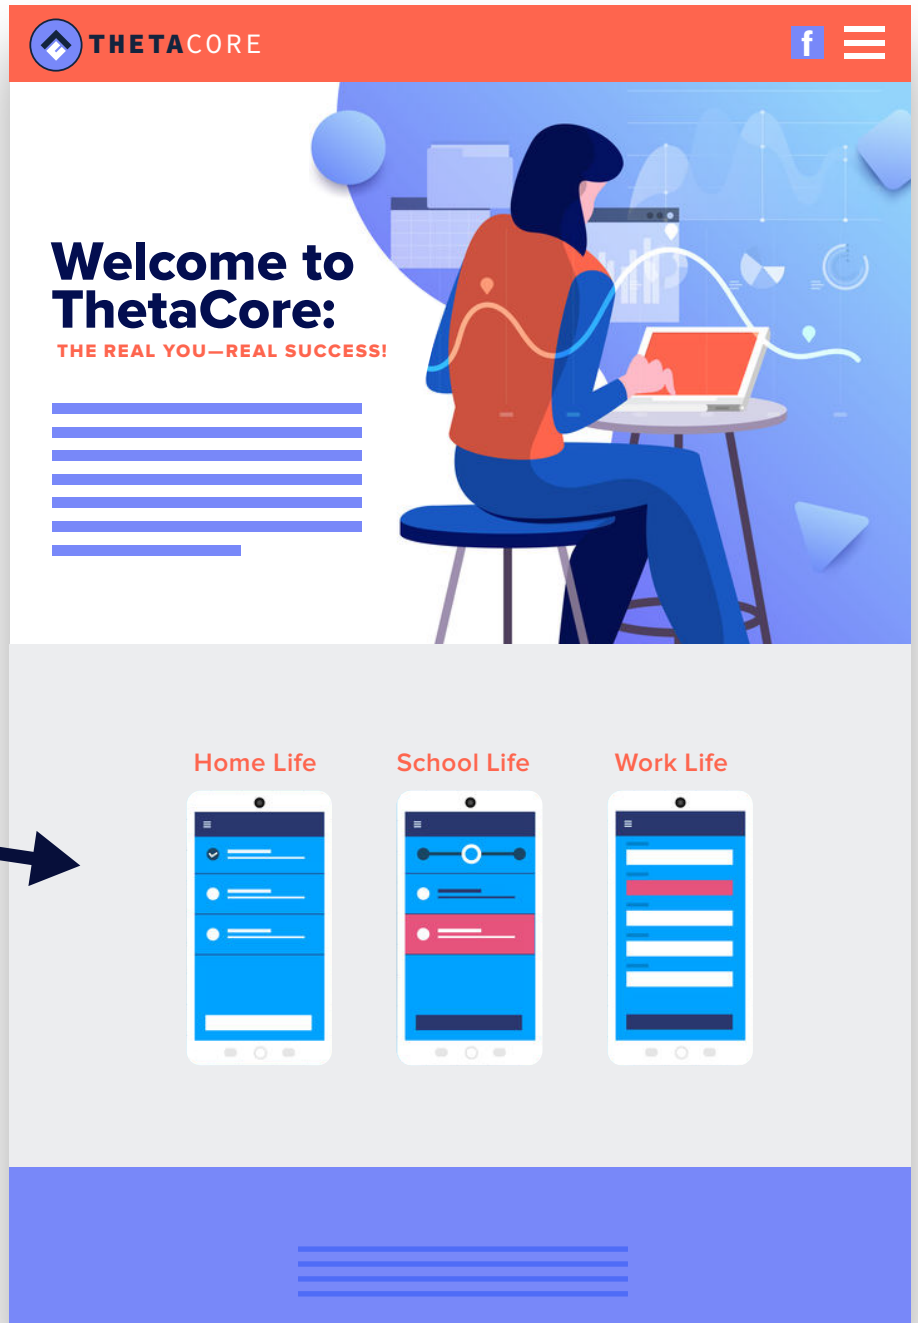 THETACORE
f
Welcome to
ThetaCore:
THE REAL YOU—REAL SUCCESS!
Home Life
School Life
Work Life